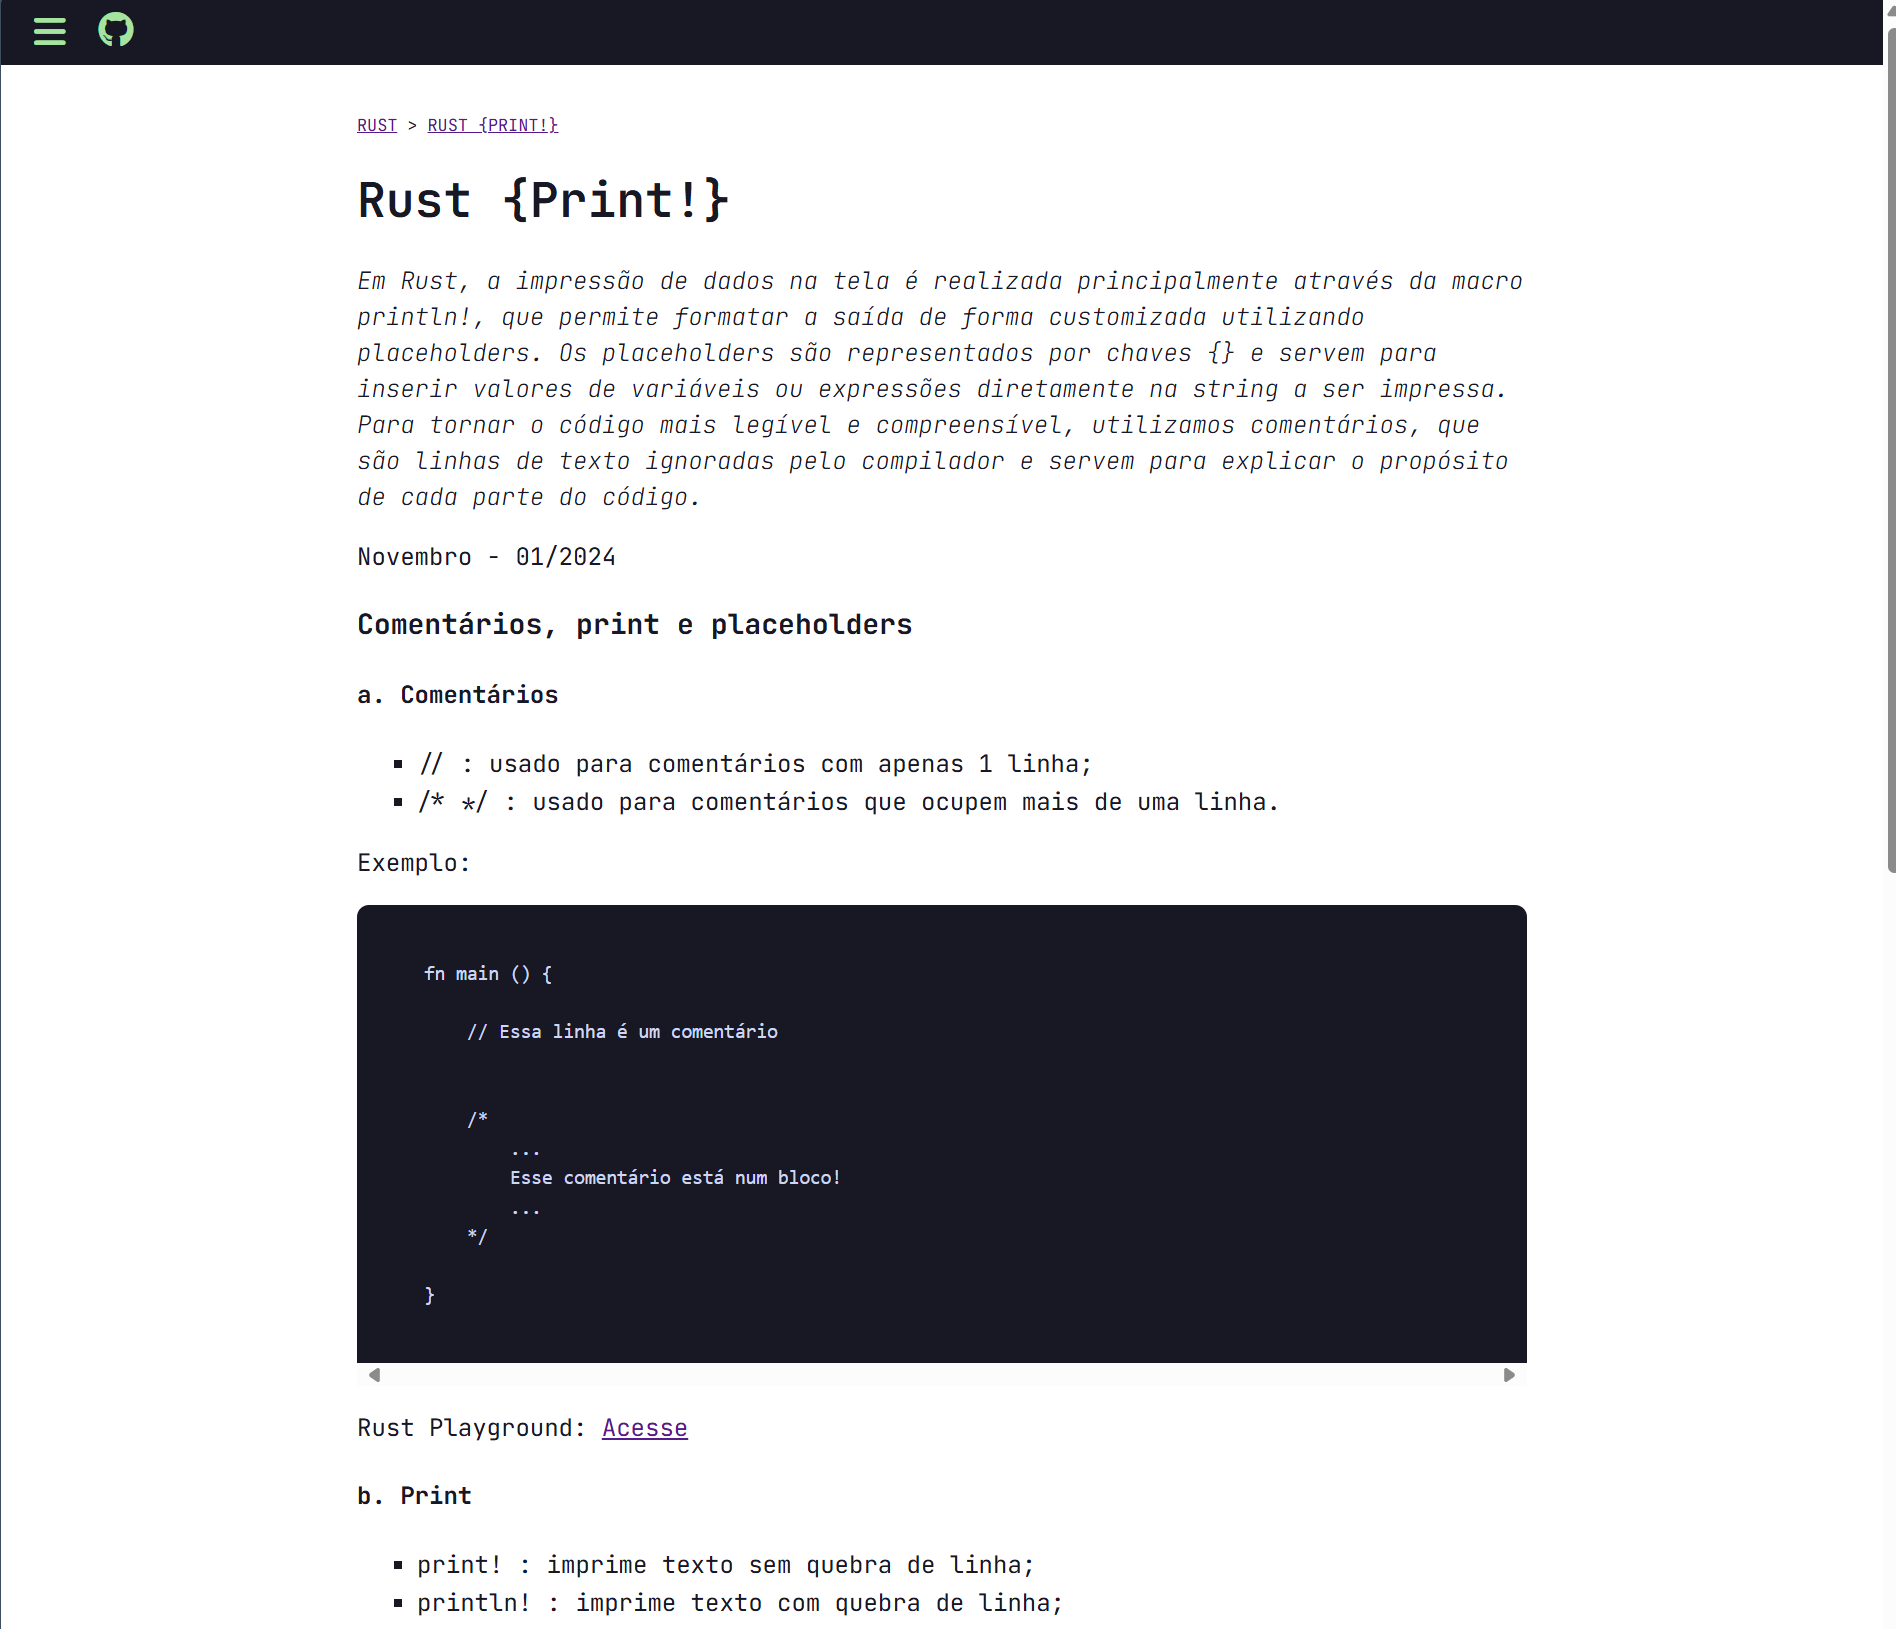 RUST > RUST {PRINT!}
Rust {Print!}
Em Rust, a impressão de dados na tela é realizada principalmente através da macro
println!, que permite formatar a saída de forma customizada utilizando
placeholders. Os placeholders são representados por chaves {} e servem para
inserir valores de variáveis ou expressões diretamente na string a ser impressa.
Para tornar o código mais legível e compreensível, utilizamos comentários, que
são linhas de texto ignoradas pelo compilador e servem para explicar o propósito
de cada parte do código.
Novembro - 01/2024
Comentários, print e placeholders
a. Comentários
// : usado para comentários com apenas 1 linha;
/* */ : usado para comentários que ocupem mais de uma linha.
Exemplo:
fn main () {
// Essa linha é um comentário
/*
...
Esse comentário está num bloco!
...
*/
}
Rust Playground: Acesse
b. Print
print! : imprime texto sem quebra de linha;
println! : imprime texto com quebra de linha;